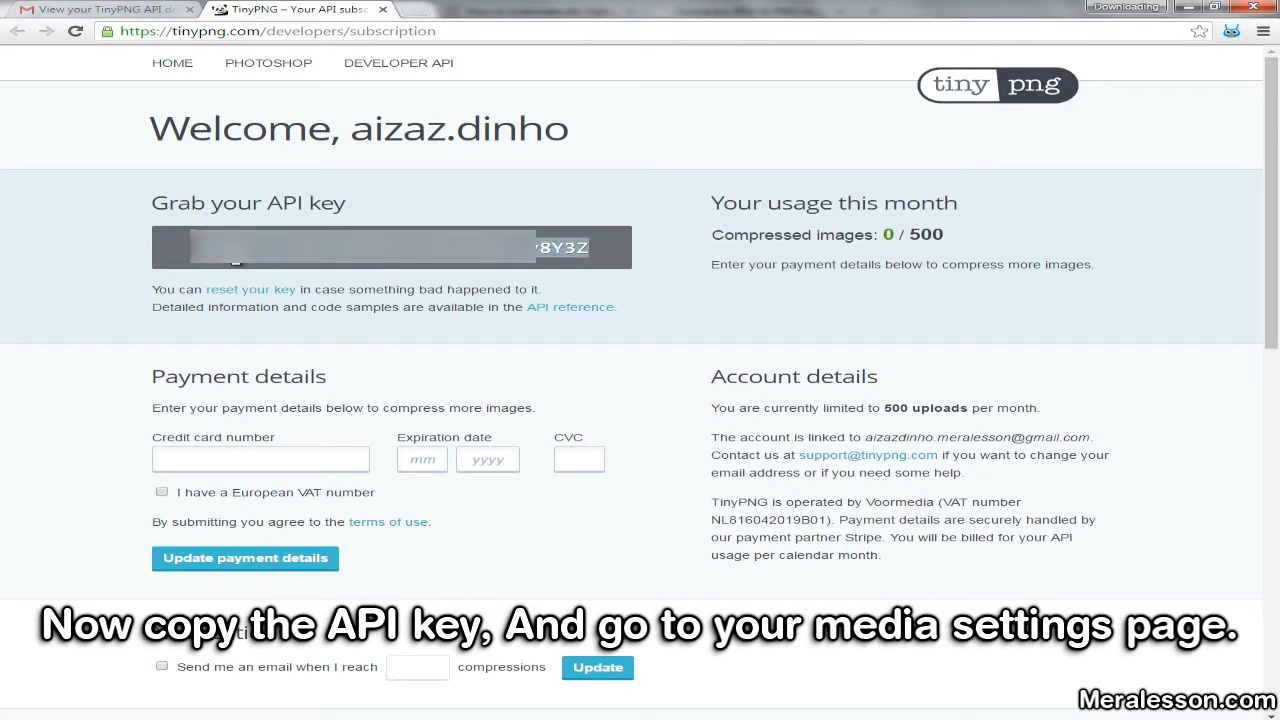 View your TinyPNG API d
TinyPNG – Your API subsc
Downloading
https://tinypng.com/developers/subscription
HOME PHOTOSHOP DEVELOPER API
tiny png
Welcome, aizaz.dinho
Grab your API key
8Y3Z
You can reset your key in case something bad happened to it.
Detailed information and code samples are available in the API reference.
Your usage this month
Compressed images: 0 / 500
Enter your payment details below to compress more images.
Payment details
Enter your payment details below to compress more images.
Credit card number Expiration date CVC
mm yyyy
I have a European VAT number
By submitting you agree to the terms of use.
Update payment details
Account details
You are currently limited to 500 uploads per month.
The account is linked to aizazdinho.meralesson@gmail.com.
Contact us at support@tinypng.com if you want to change your
email address or if you need some help.
TinyPNG is operated by Voormedia (VAT number
NL816042019B01). Payment details are securely handled by
our payment partner Stripe. You will be billed for your API
usage per calendar month.
Now copy the API key, And go to your media settings page.
Send me an email when I reach compressions Update
Meralesson.com